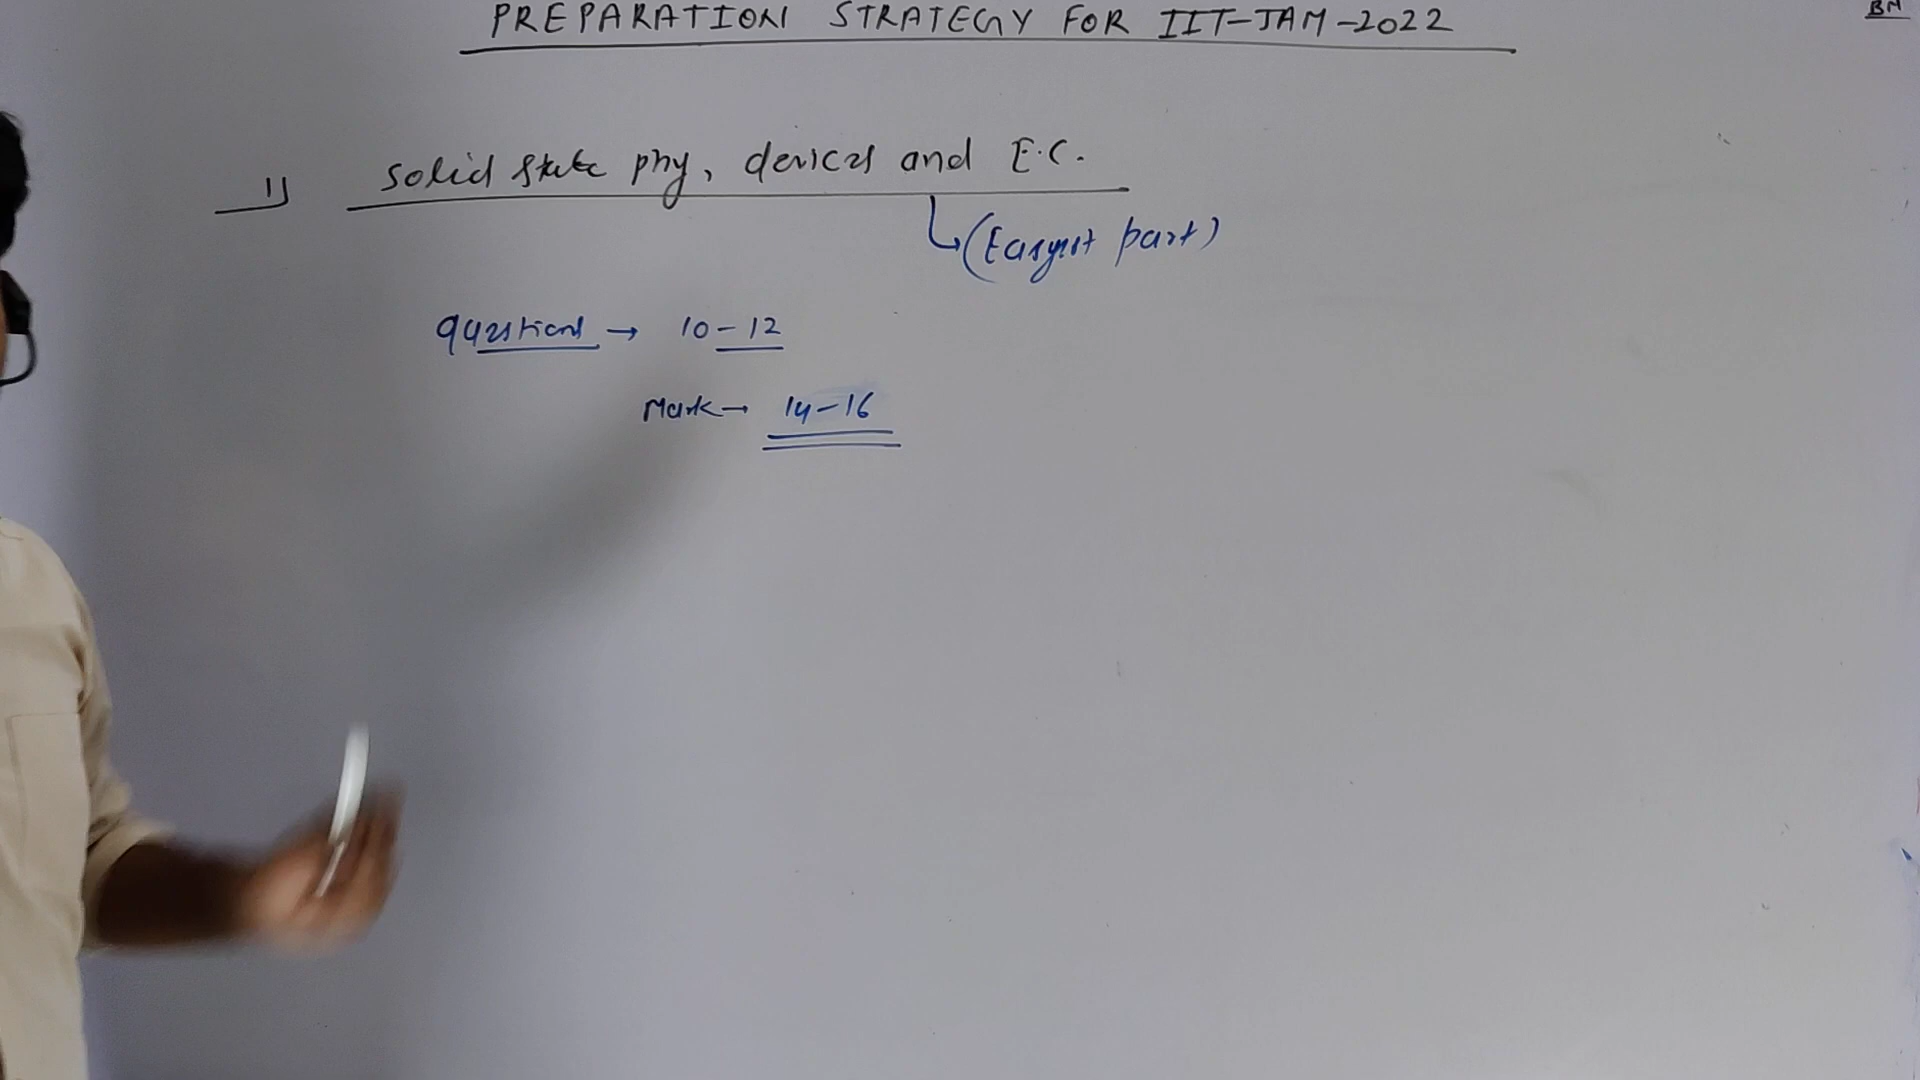 PREPARATION STRATEGY FOR IIT-JAM-2022
BM
1) Solid State phy, devices and E.C.
(Easyest part)
Questions → 10-12
Mark → 14-16